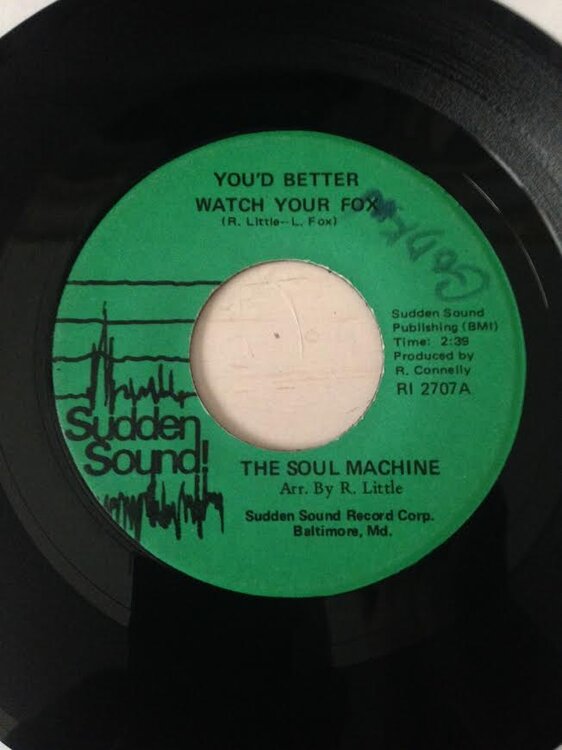 YOU'D BETTER
WATCH YOUR FOX
(R. Little--L. Fox)
Sudden Sound
Publishing (BMI)
Time: 2:39
Produced by
R. Connelly
RI 2707A
Sudden
Sound!
THE SOUL MACHINE
Arr. By R. Little
Sudden Sound Record Corp.
Baltimore, Md.